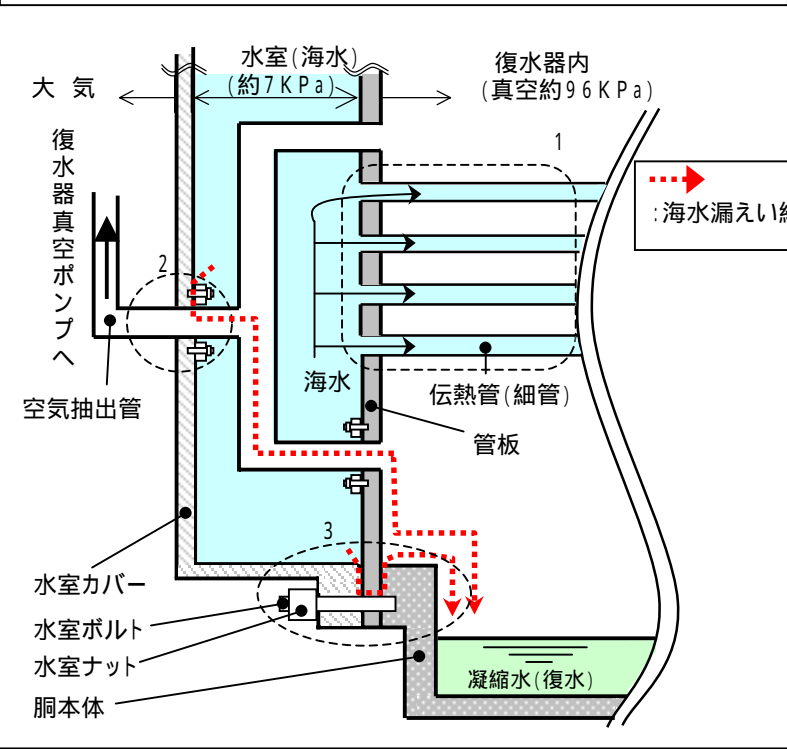 水室(海水)
(約7KPa)
大 気
復水器内
(真空約96KPa)
復水器真空ポンプへ
1
:海水漏えい
2
海水
伝熱管(細管)
空気抽出管
管板
3
水室カバー
水室ボルト
水室ナット
胴本体
凝縮水(復水)